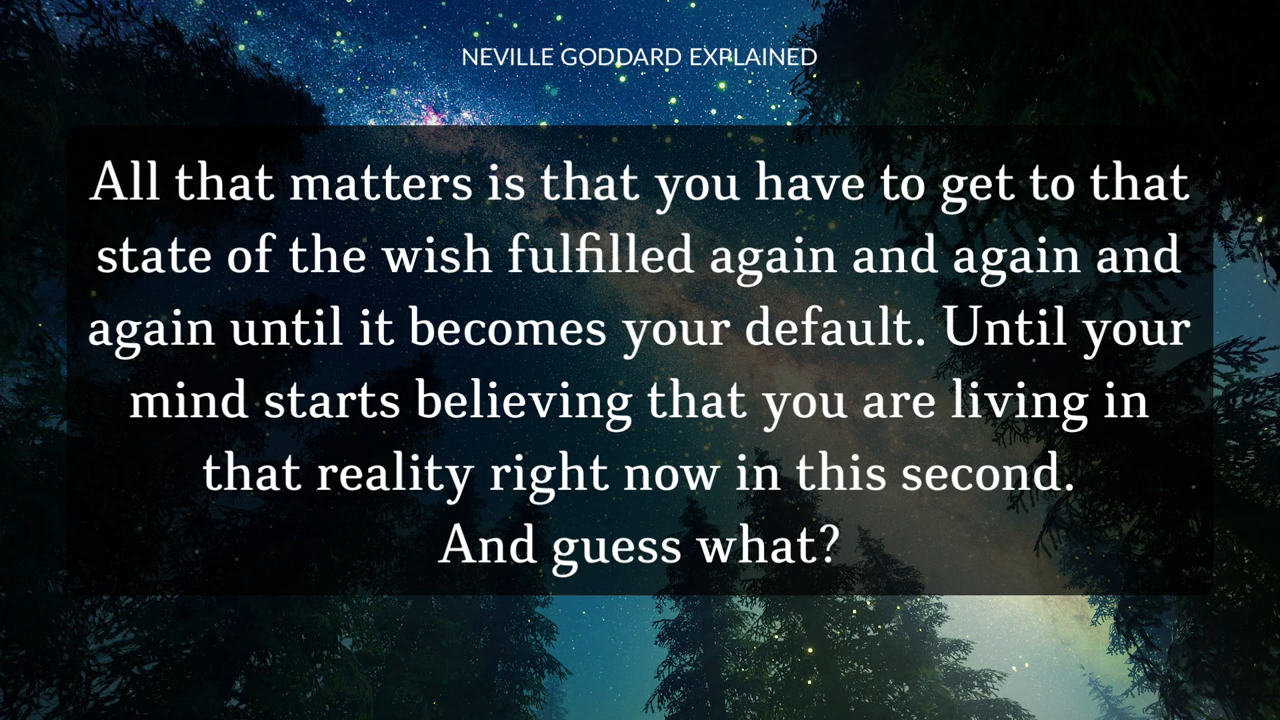 NEVILLE GODDARD EXPLAINED
All that matters is that you have to get to that
state of the wish fulfilled again and again and
again until it becomes your default. Until your
mind starts believing that you are living in
that reality right now in this second.
And guess what?